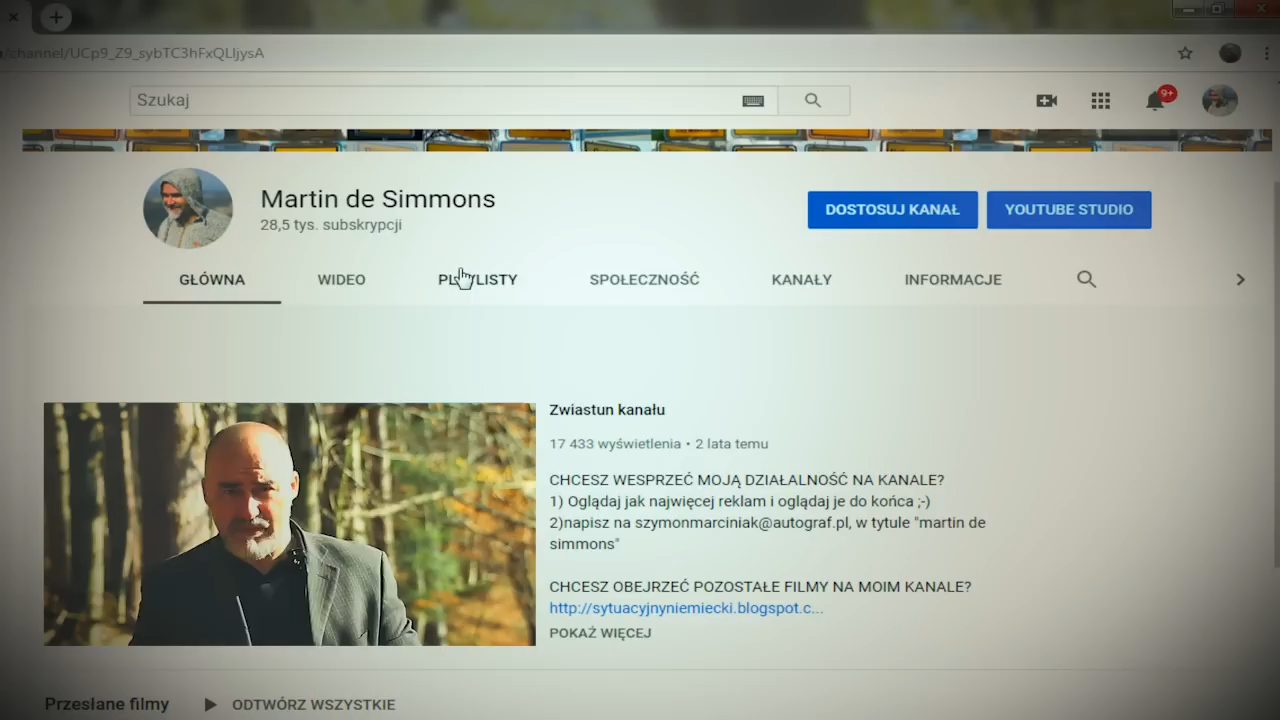 /channel/UCp9_Z9_sybTC3hFxQLljysA
Szukaj
9+
Martin de Simmons
28,5 tys. subskrypcji
DOSTOSUJ KANAŁ
YOUTUBE STUDIO
GŁÓWNA
WIDEO
PLAYLISTY
SPOŁECZNOŚĆ
KANAŁY
INFORMACJE
Zwiastun kanału
17 433 wyświetlenia • 2 lata temu
CHCESZ WESPRZEĆ MOJĄ DZIAŁALNOŚĆ NA KANALE?
1) Oglądaj jak najwięcej reklam i oglądaj je do końca ;-)
2)napisz na szymonmarciniak@autograf.pl, w tytule "martin de
simmons"
CHCESZ OBEJRZEĆ POZOSTAŁE FILMY NA MOIM KANALE?
http://sytuacyjnyniemiecki.blogspot.c...
POKAŻ WIĘCEJ
Przesłane filmy
ODTWÓRZ WSZYSTKIE